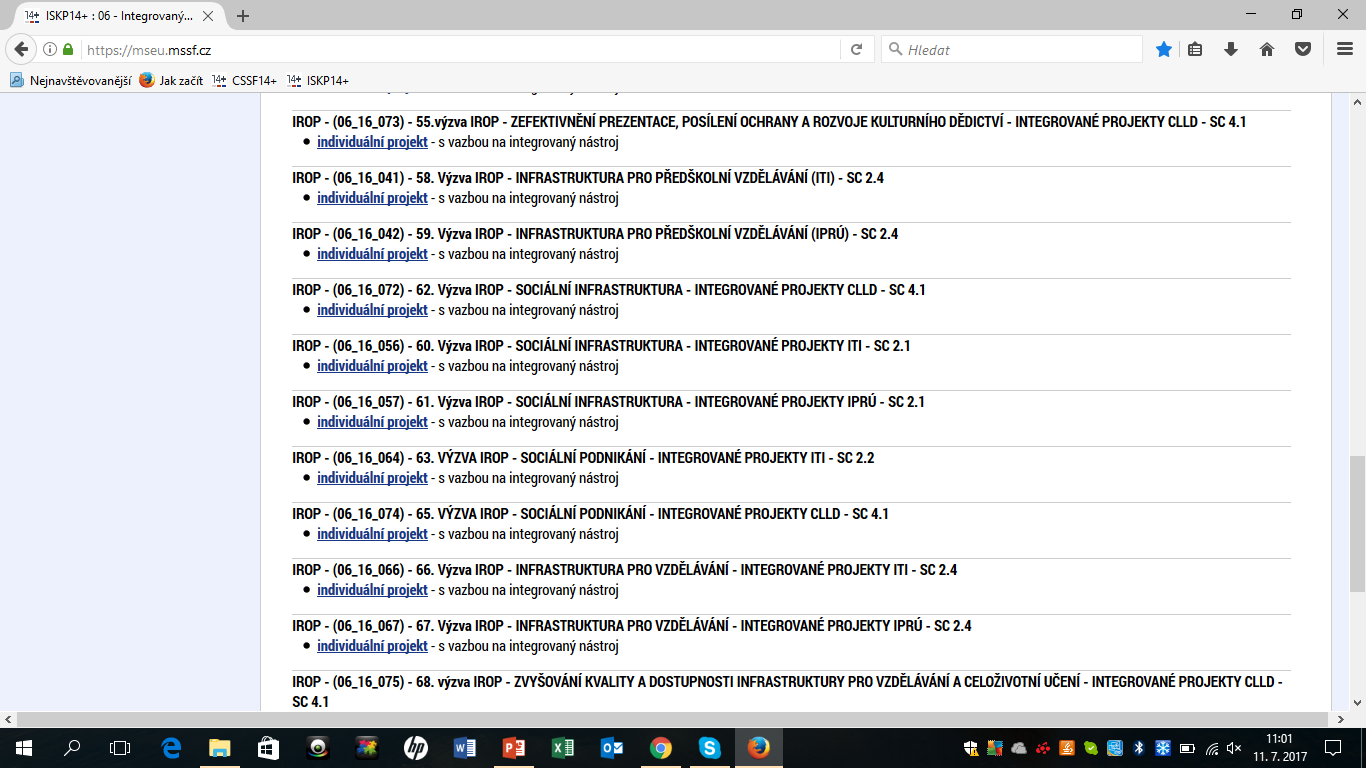 ISKP14+ : 06 - Integrovaný...
https://mseu.mssf.cz
Hledat
Nejnavštěvovanější Jak začít CSSF14+ ISKP14+
IROP - (06_16_073) - 55.výzva IROP - ZEFEKTIVNĚNÍ PREZENTACE, POSÍLENÍ OCHRANY A ROZVOJE KULTURNÍHO DĚDICTVÍ - INTEGROVANÉ PROJEKTY CLLD - SC 4.1
individuální projekt - s vazbou na integrovaný nástroj
IROP - (06_16_041) - 58. Výzva IROP - INFRASTRUKTURA PRO PŘEDŠKOLNÍ VZDĚLÁVÁNÍ (ITI) - SC 2.4
individuální projekt - s vazbou na integrovaný nástroj
IROP - (06_16_042) - 59. Výzva IROP - INFRASTRUKTURA PRO PŘEDŠKOLNÍ VZDĚLÁVÁNÍ (IPRÚ) - SC 2.4
individuální projekt - s vazbou na integrovaný nástroj
IROP - (06_16_072) - 62. Výzva IROP - SOCIÁLNÍ INFRASTRUKTURA - INTEGROVANÉ PROJEKTY CLLD - SC 4.1
individuální projekt - s vazbou na integrovaný nástroj
IROP - (06_16_056) - 60. Výzva IROP - SOCIÁLNÍ INFRASTRUKTURA - INTEGROVANÉ PROJEKTY ITI - SC 2.1
individuální projekt - s vazbou na integrovaný nástroj
IROP - (06_16_057) - 61. Výzva IROP - SOCIÁLNÍ INFRASTRUKTURA - INTEGROVANÉ PROJEKTY IPRÚ - SC 2.1
individuální projekt - s vazbou na integrovaný nástroj
IROP - (06_16_064) - 63. VÝZVA IROP - SOCIÁLNÍ PODNIKÁNÍ - INTEGROVANÉ PROJEKTY ITI - SC 2.2
individuální projekt - s vazbou na integrovaný nástroj
IROP - (06_16_074) - 65. VÝZVA IROP - SOCIÁLNÍ PODNIKÁNÍ - INTEGROVANÉ PROJEKTY CLLD - SC 4.1
individuální projekt - s vazbou na integrovaný nástroj
IROP - (06_16_066) - 66. Výzva IROP - INFRASTRUKTURA PRO VZDĚLÁVÁNÍ - INTEGROVANÉ PROJEKTY ITI - SC 2.4
individuální projekt - s vazbou na integrovaný nástroj
IROP - (06_16_067) - 67. Výzva IROP - INFRASTRUKTURA PRO VZDĚLÁVÁNÍ - INTEGROVANÉ PROJEKTY IPRÚ - SC 2.4
individuální projekt - s vazbou na integrovaný nástroj
IROP - (06_16_075) - 68. výzva IROP - ZVYŠOVÁNÍ KVALITY A DOSTUPNOSTI INFRASTRUKTURY PRO VZDĚLÁVÁNÍ A CELOŽIVOTNÍ UČENÍ - INTEGROVANÉ PROJEKTY CLLD -
SC 4.1
11:01
11. 7. 2017